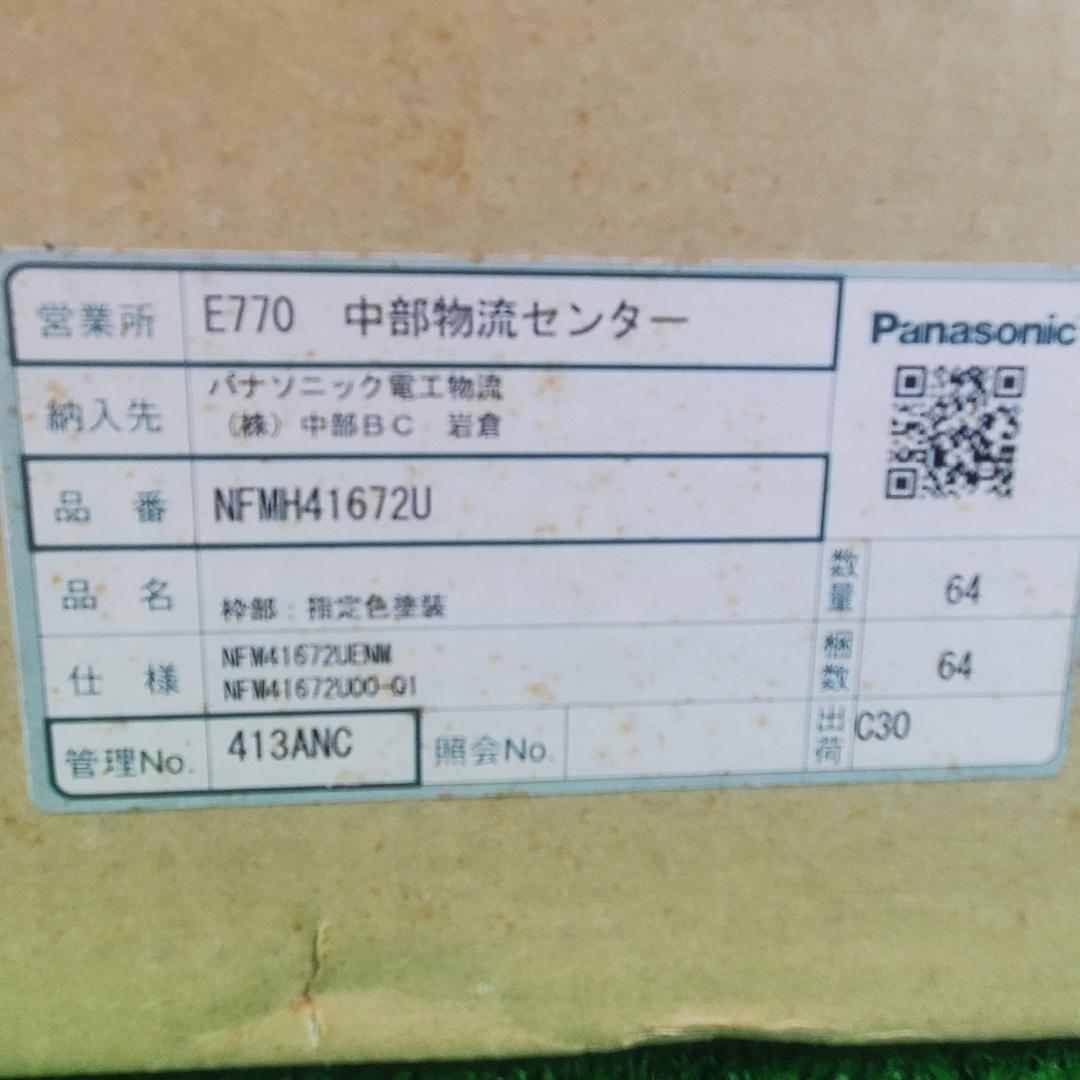 営業所 E770 中部物流センター
Panasonic
納入先 パナソニック電工物流
（株）中部BC 岩倉
品番 NFMH41672U
品名 枠部：指定色塗装
数量 64
仕様 NFM41672UENW
NFM41672U00-01
梱数 64
管理No. 413ANC 照会No.
出荷 C30